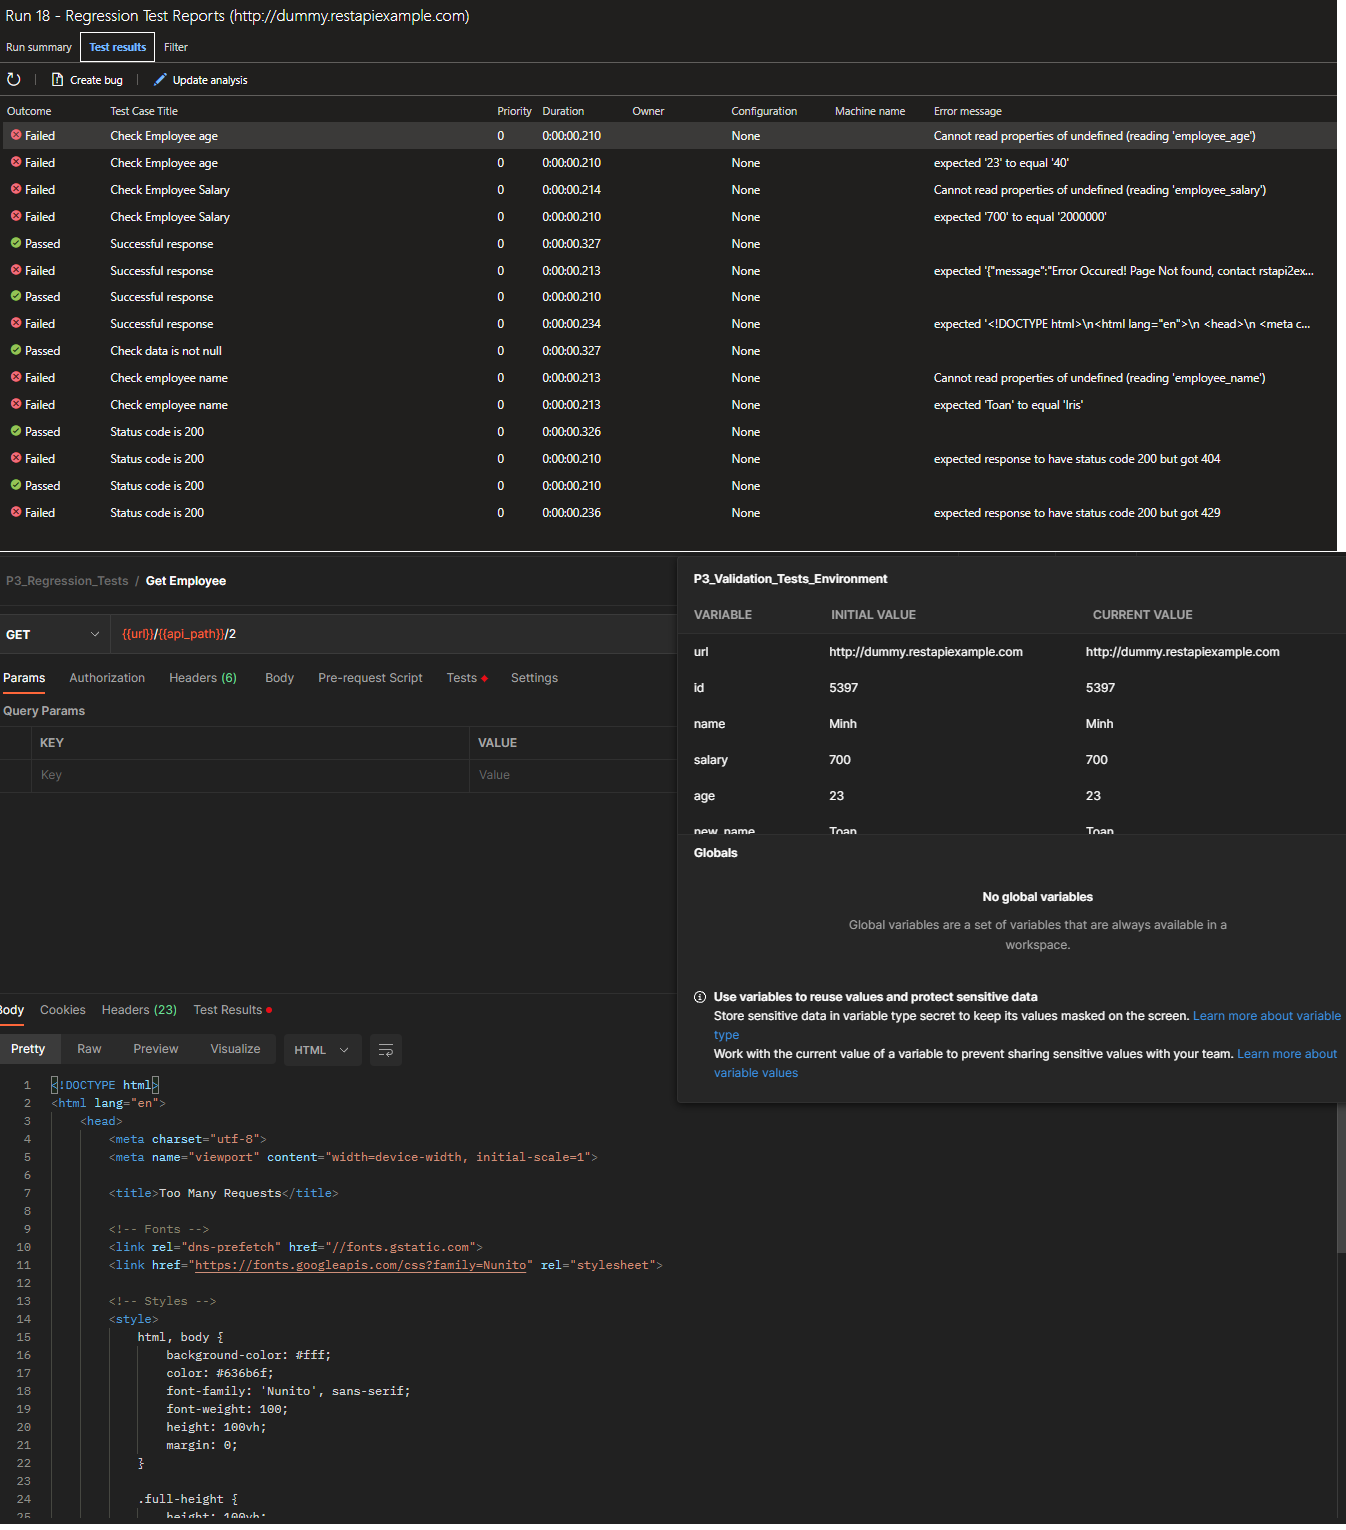 Run 18 - Regression Test Reports (http://dummy.restapiexample.com)
Run summary Test results Filter
Create bug Update analysis
Outcome Test Case Title Priority Duration Owner Configuration Machine name Error message
Failed Check Employee age 0 0:00:00.210 None Cannot read properties of undefined (reading 'employee_age')
Failed Check Employee age 0 0:00:00.210 None expected '23' to equal '40'
Failed Check Employee Salary 0 0:00:00.214 None Cannot read properties of undefined (reading 'employee_salary')
Failed Check Employee Salary 0 0:00:00.210 None expected '700' to equal '2000000'
Passed Successful response 0 0:00:00.327 None
Failed Successful response 0 0:00:00.213 None expected '{"message":"Error Occured! Page Not found, contact rstapi2ex...
Passed Successful response 0 0:00:00.210 None
Failed Successful response 0 0:00:00.234 None expected '<!DOCTYPE html>\n<html lang="en">\n <head>\n <meta c...
Passed Check data is not null 0 0:00:00.327 None
Failed Check employee name 0 0:00:00.213 None Cannot read properties of undefined (reading 'employee_name')
Failed Check employee name 0 0:00:00.213 None expected 'Toan' to equal 'Iris'
Passed Status code is 200 0 0:00:00.326 None
Failed Status code is 200 0 0:00:00.210 None expected response to have status code 200 but got 404
Passed Status code is 200 0 0:00:00.210 None
Failed Status code is 200 0 0:00:00.236 None expected response to have status code 200 but got 429
P3_Regression_Tests / Get Employee
GET {{url}}/{{api_path}}/2
Params Authorization Headers (6) Body Pre-request Script Tests Settings
Query Params
KEY VALUE
Key Value
P3_Validation_Tests_Environment
VARIABLE INITIAL VALUE CURRENT VALUE
url http://dummy.restapiexample.com http://dummy.restapiexample.com
id 5397 5397
name Minh Minh
salary 700 700
age 23 23
new_name Toan Toan
Globals
No global variables
Global variables are a set of variables that are always available in a
workspace.
Use variables to reuse values and protect sensitive data
Store sensitive data in variable type secret to keep its values masked on the screen. Learn more about variable
type
Work with the current value of a variable to prevent sharing sensitive values with your team. Learn more about
variable values
Body Cookies Headers (23) Test Results
Pretty Raw Preview Visualize HTML
1 <!DOCTYPE html>
2 <html lang="en">
3 <head>
4 <meta charset="utf-8">
5 <meta name="viewport" content="width=device-width, initial-scale=1">
6
7 <title>Too Many Requests</title>
8
9 <!-- Fonts -->
10 <link rel="dns-prefetch" href="//fonts.gstatic.com">
11 <link href="https://fonts.googleapis.com/css?family=Nunito" rel="stylesheet">
12
13 <!-- Styles -->
14 <style>
15 html, body {
16 background-color: #fff;
17 color: #636b6f;
18 font-family: 'Nunito', sans-serif;
19 font-weight: 100;
20 height: 100vh;
21 margin: 0;
22 }
23
24 .full-height {
25 height: 100vh;